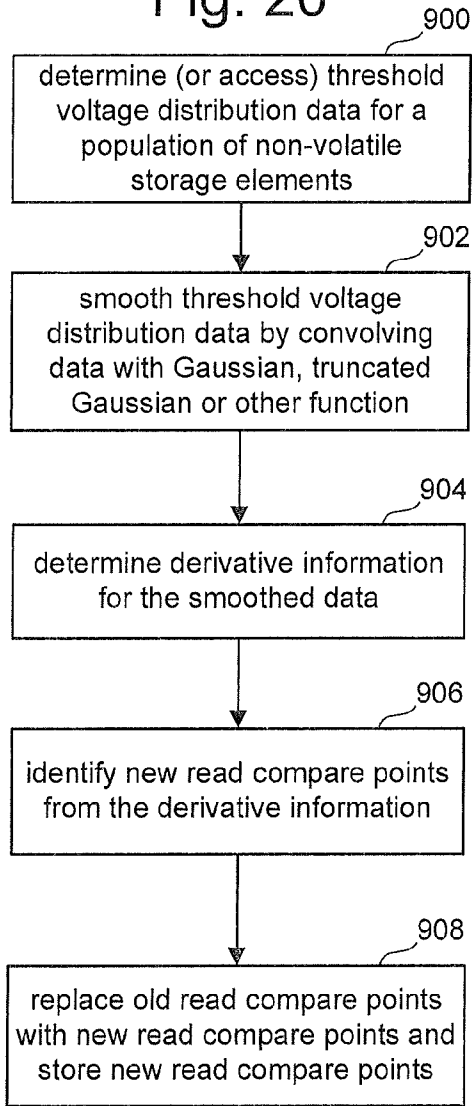 Fig. 20
900
determine (or access) threshold
voltage distribution data for a
population of non-volatile
storage elements
902
smooth threshold voltage
distribution data by convolving
data with Gaussian, truncated
Gaussian or other function
904
determine derivative information
for the smoothed data
906
identify new read compare points
from the derivative information
908
replace old read compare points
with new read compare points and
store new read compare points